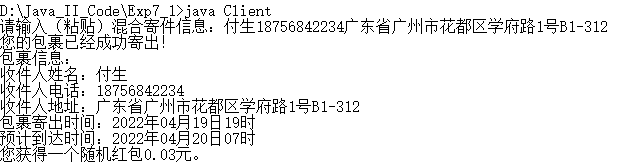 D:\Java_II_Code\Exp7_1>java Client
请输入（粘贴）混合寄件信息：付生18756842234广东省广州市花都区学府路1号B1-312
您的包裹已经成功寄出！
包裹信息：
收件人姓名：付生
收件人电话：18756842234
收件人地址：广东省广州市花都区学府路1号B1-312
包裹寄出时间：2022年04月19日19时
预计到达时间：2022年04月20日07时
您获得一个随机红包0.03元。